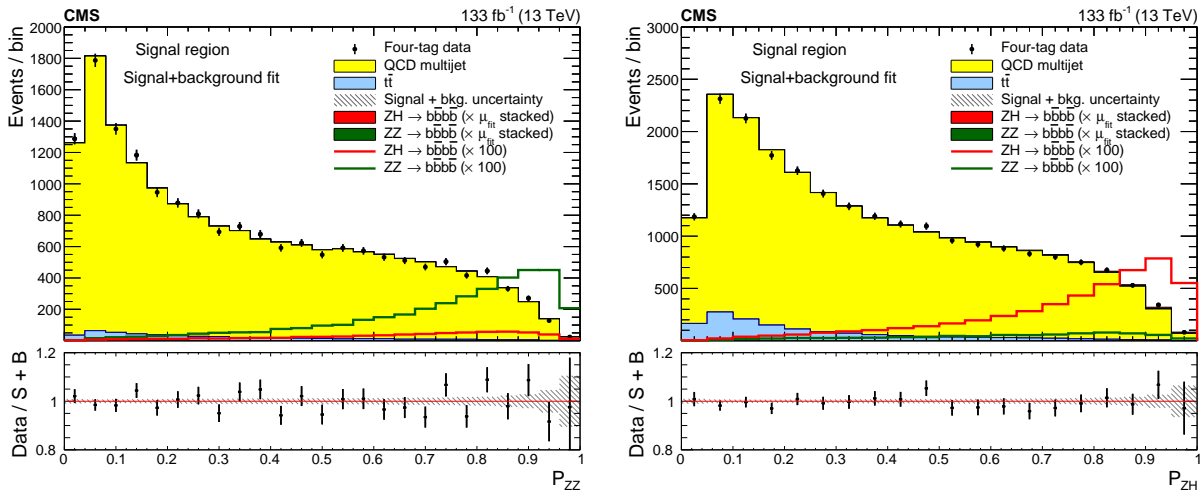 CMS 133 fb⁻¹ (13 TeV)
Events / bin
2000
1800
1600
1400
1200
1000
800
600
400
200
Signal region
Signal+background fit
Four-tag data
QCD multijet
tt̄
Signal + bkg. uncertainty
ZH → bb̄bb̄ (× μ_fit stacked)
ZZ → bb̄bb̄ (× μ_fit stacked)
ZH → bb̄bb̄ (× 100)
ZZ → bb̄bb̄ (× 100)
Data / S + B
1.2
1
0.8
0 0.1 0.2 0.3 0.4 0.5 0.6 0.7 0.8 0.9 1
P_ZZ
CMS 133 fb⁻¹ (13 TeV)
Events / bin
3000
2500
2000
1500
1000
500
Signal region
Signal+background fit
Four-tag data
QCD multijet
tt̄
Signal + bkg. uncertainty
ZH → bb̄bb̄ (× μ_fit stacked)
ZZ → bb̄bb̄ (× μ_fit stacked)
ZH → bb̄bb̄ (× 100)
ZZ → bb̄bb̄ (× 100)
Data / S + B
1.2
1
0.8
0 0.1 0.2 0.3 0.4 0.5 0.6 0.7 0.8 0.9 1
P_ZH